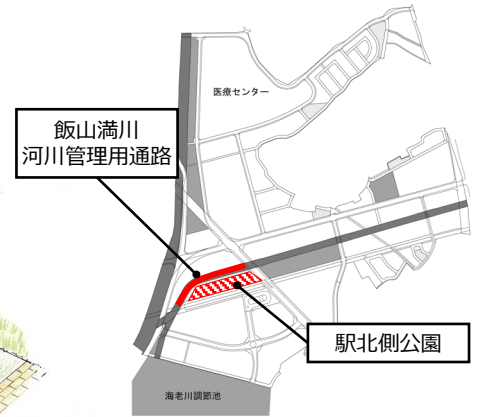 医療センター
飯山満川
河川管理用通路
駅北側公園
海老川調節池